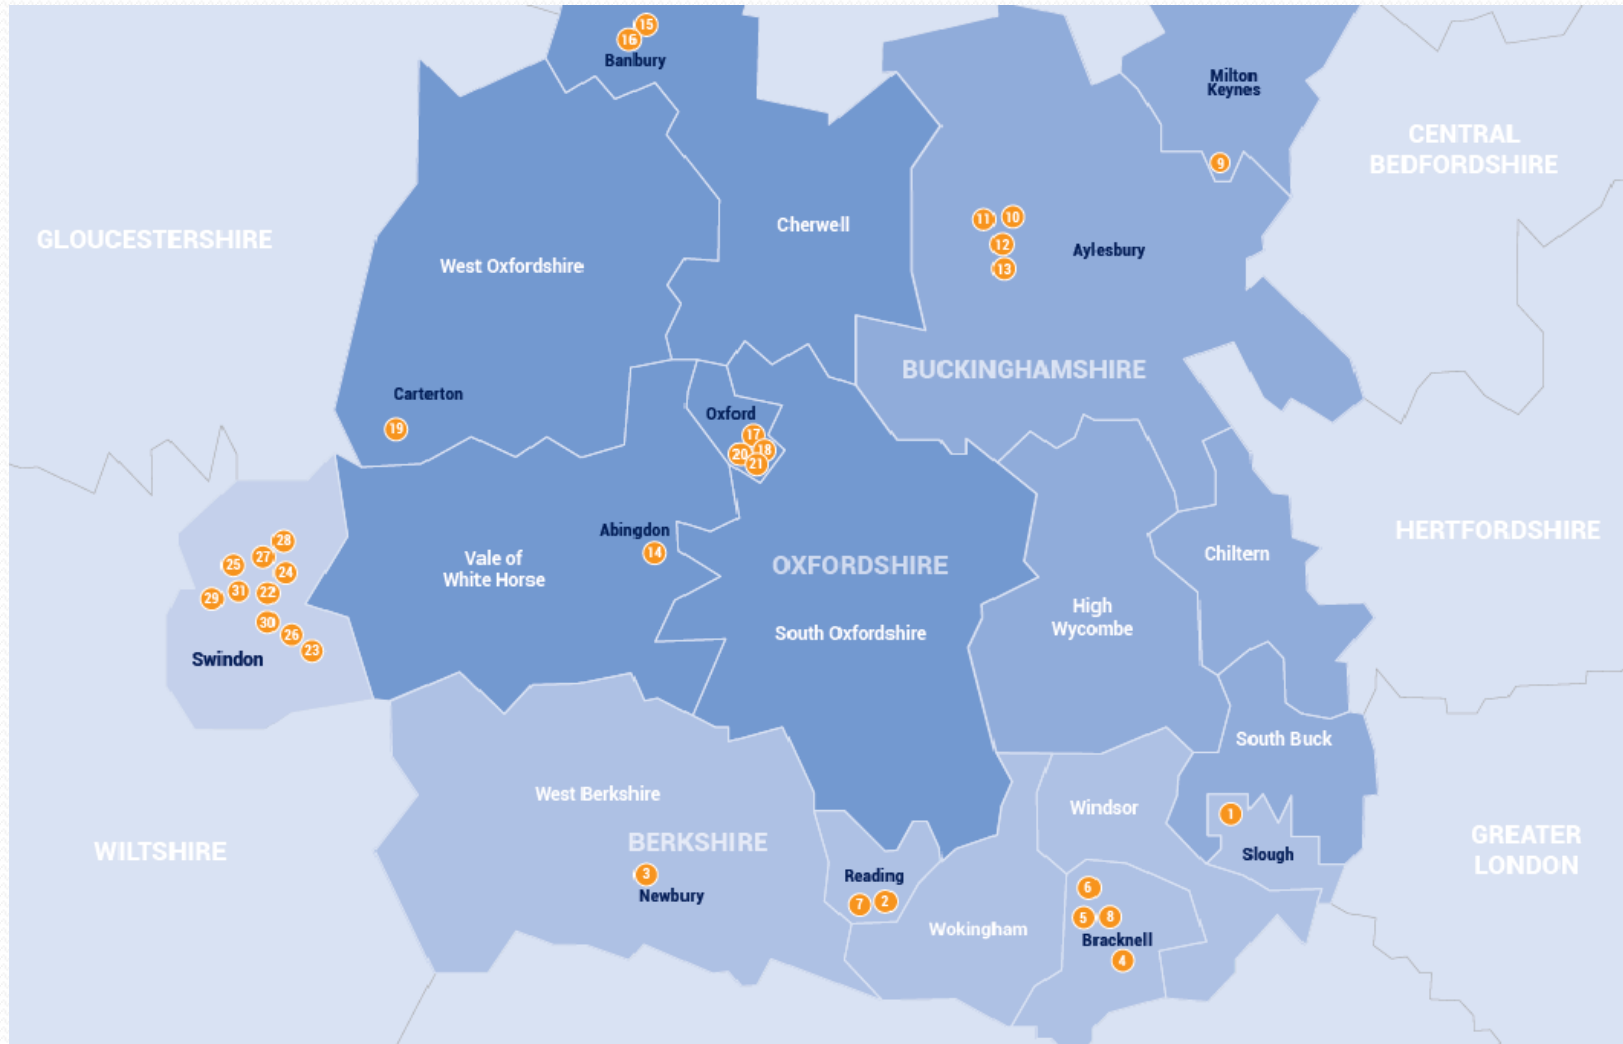 15
16
Banbury
Milton
Keynes
CENTRAL
BEDFORDSHIRE
9
GLOUCESTERSHIRE
11
10
Cherwell
12
Aylesbury
13
West Oxfordshire
BUCKINGHAMSHIRE
Carterton
19
Oxford
17
18
20
21
Abingdon
14
HERTFORDSHIRE
Vale of
White Horse
OXFORDSHIRE
Chiltern
28
27
25
24
31
22
29
30
26
23
Swindon
High
Wycombe
South Oxfordshire
South Buck
West Berkshire
Windsor
1
Slough
BERKSHIRE
WILTSHIRE
GREATER
LONDON
3
Newbury
Reading
7
2
6
5
8
Bracknell
4
Wokingham